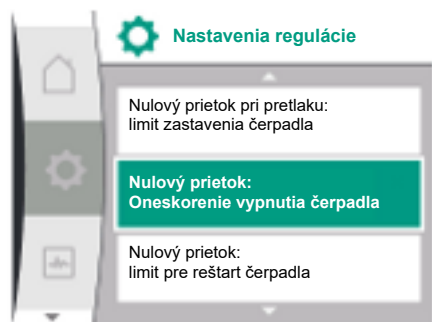 Nastavenia regulácie
Nulový prietok pri pretlaku:
limit zastavenia čerpadla
Nulový prietok:
Oneskorenie vypnutia čerpadla
Nulový prietok:
limit pre reštart čerpadla